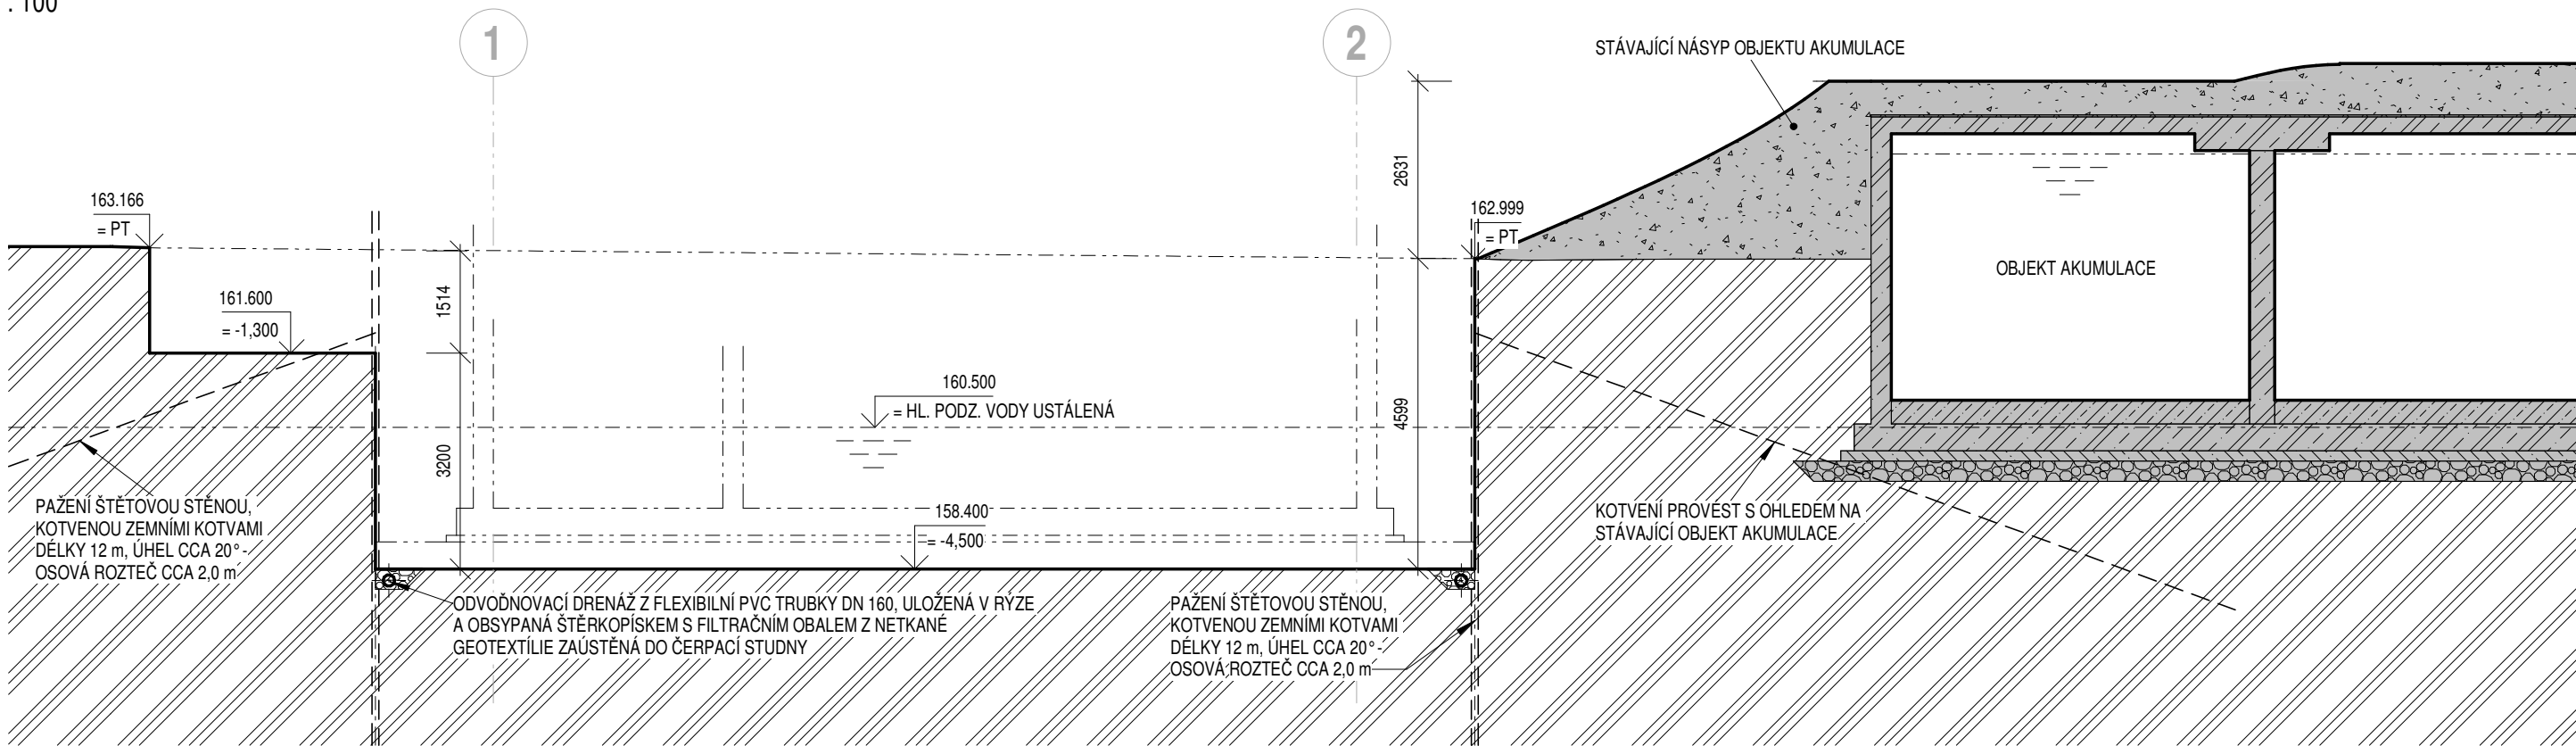 : 100
1
2
STÁVAJÍCÍ NÁSYP OBJEKTU AKUMULACE
2631
163.166
= PT
162.999
= PT
161.600
= -1,300
1514
OBJEKT AKUMULACE
160.500
= HL. PODZ. VODY USTÁLENÁ
4599
3200
PAŽENÍ ŠTĚTOVOU STĚNOU,
KOTVENOU ZEMNÍMI KOTVAMI
DÉLKY 12 m, ÚHEL CCA 20°-
OSOVÁ ROZTEČ CCA 2,0 m
158.400
= -4,500
KOTVENÍ PROVÉST S OHLEDEM NA
STÁVAJÍCÍ OBJEKT AKUMULACE
ODVOĎNOVACÍ DRENÁŽ Z FLEXIBILNÍ PVC TRUBKY DN 160, ULOŽENÁ V RÝZE
A OBSYPANÁ ŠTĚRKOPÍSKEM S FILTRAČNÍM OBALEM Z NETKANÉ
GEOTEXTÍLIE ZAÚSTĚNÁ DO ČERPACÍ STUDNY
PAŽENÍ ŠTĚTOVOU STĚNOU,
KOTVENOU ZEMNÍMI KOTVAMI
DÉLKY 12 m, ÚHEL CCA 20°-
OSOVÁ ROZTEČ CCA 2,0 m